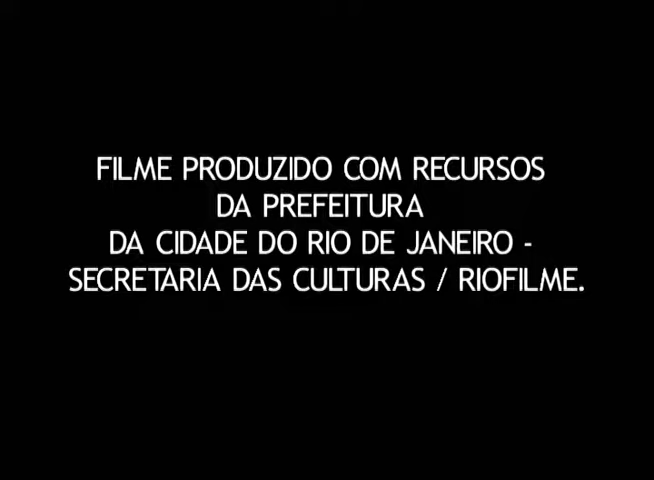 FILME PRODUZIDO COM RECURSOS
DA PREFEITURA
DA CIDADE DO RIO DE JANEIRO -
SECRETARIA DAS CULTURAS / RIOFILME.